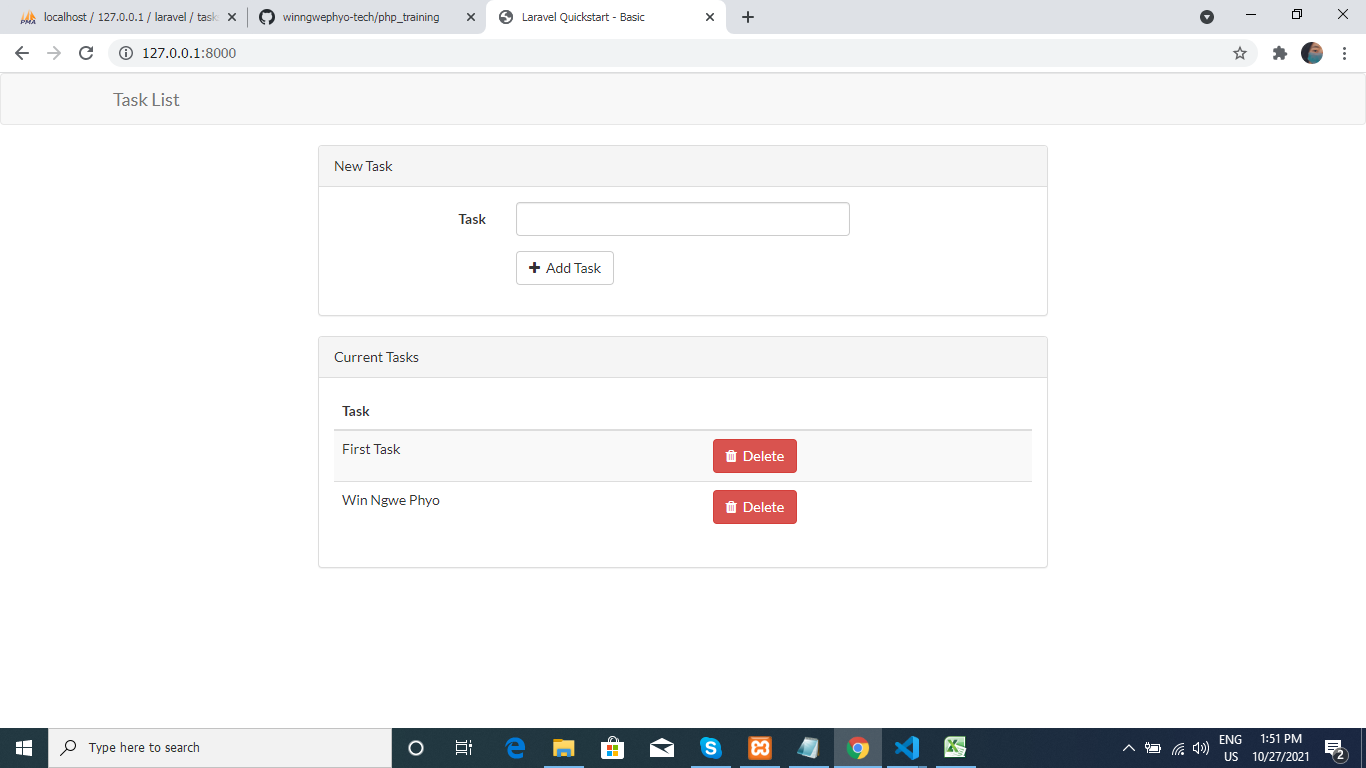 localhost / 127.0.0.1 / laravel / task
winngwephyo-tech/php_training
Laravel Quickstart - Basic
127.0.0.1:8000
Task List
New Task
Task
Add Task
Current Tasks
Task
First Task
Delete
Win Ngwe Phyo
Delete
Type here to search
ENG
US
1:51 PM
10/27/2021
2